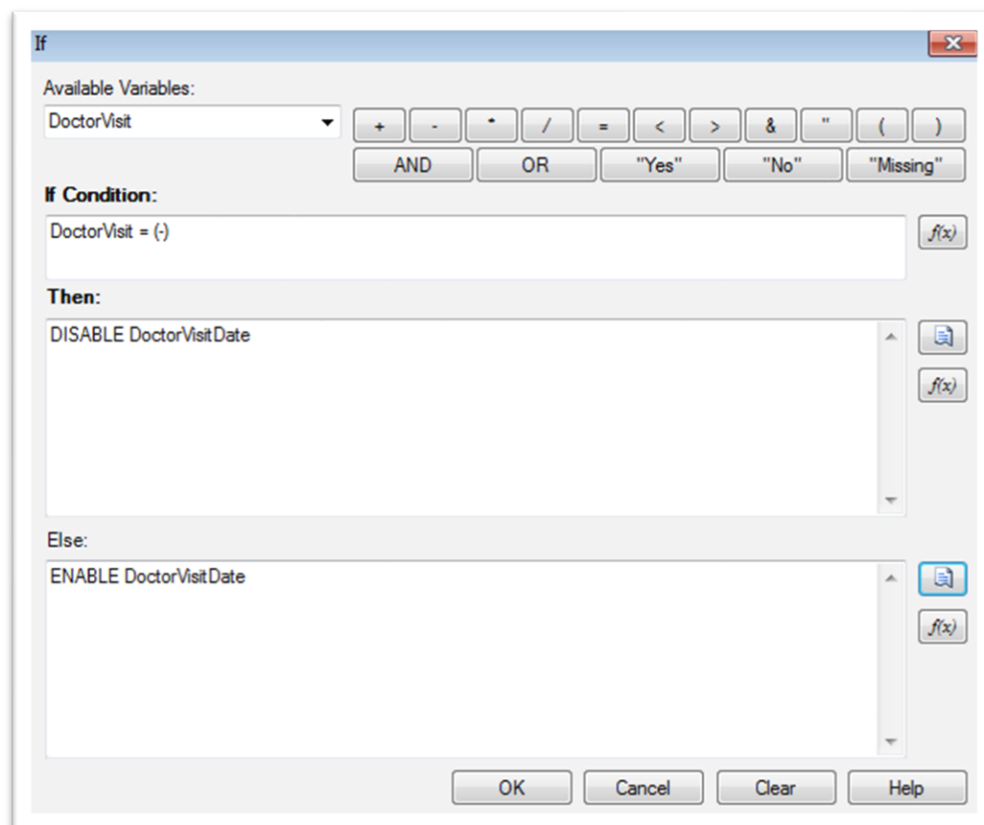 If
Available Variables:
DoctorVisit
+ - * / = < > & " ( )
AND OR "Yes" "No" "Missing"
If Condition:
DoctorVisit = (-)
f(x)
Then:
DISABLE DoctorVisitDate
f(x)
Else:
ENABLE DoctorVisitDate
f(x)
OK Cancel Clear Help